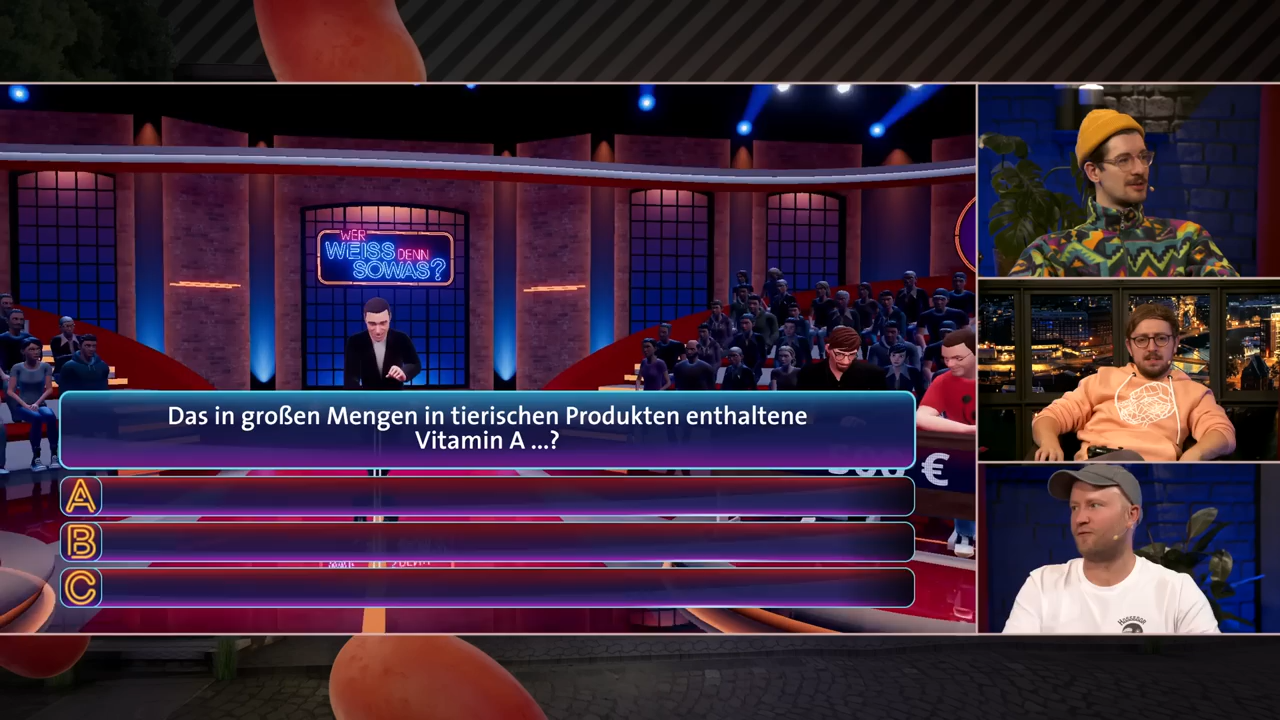 WER
WEISS DENN
SOWAS?
Das in großen Mengen in tierischen Produkten enthaltene
Vitamin A ...?
€
A
B
C